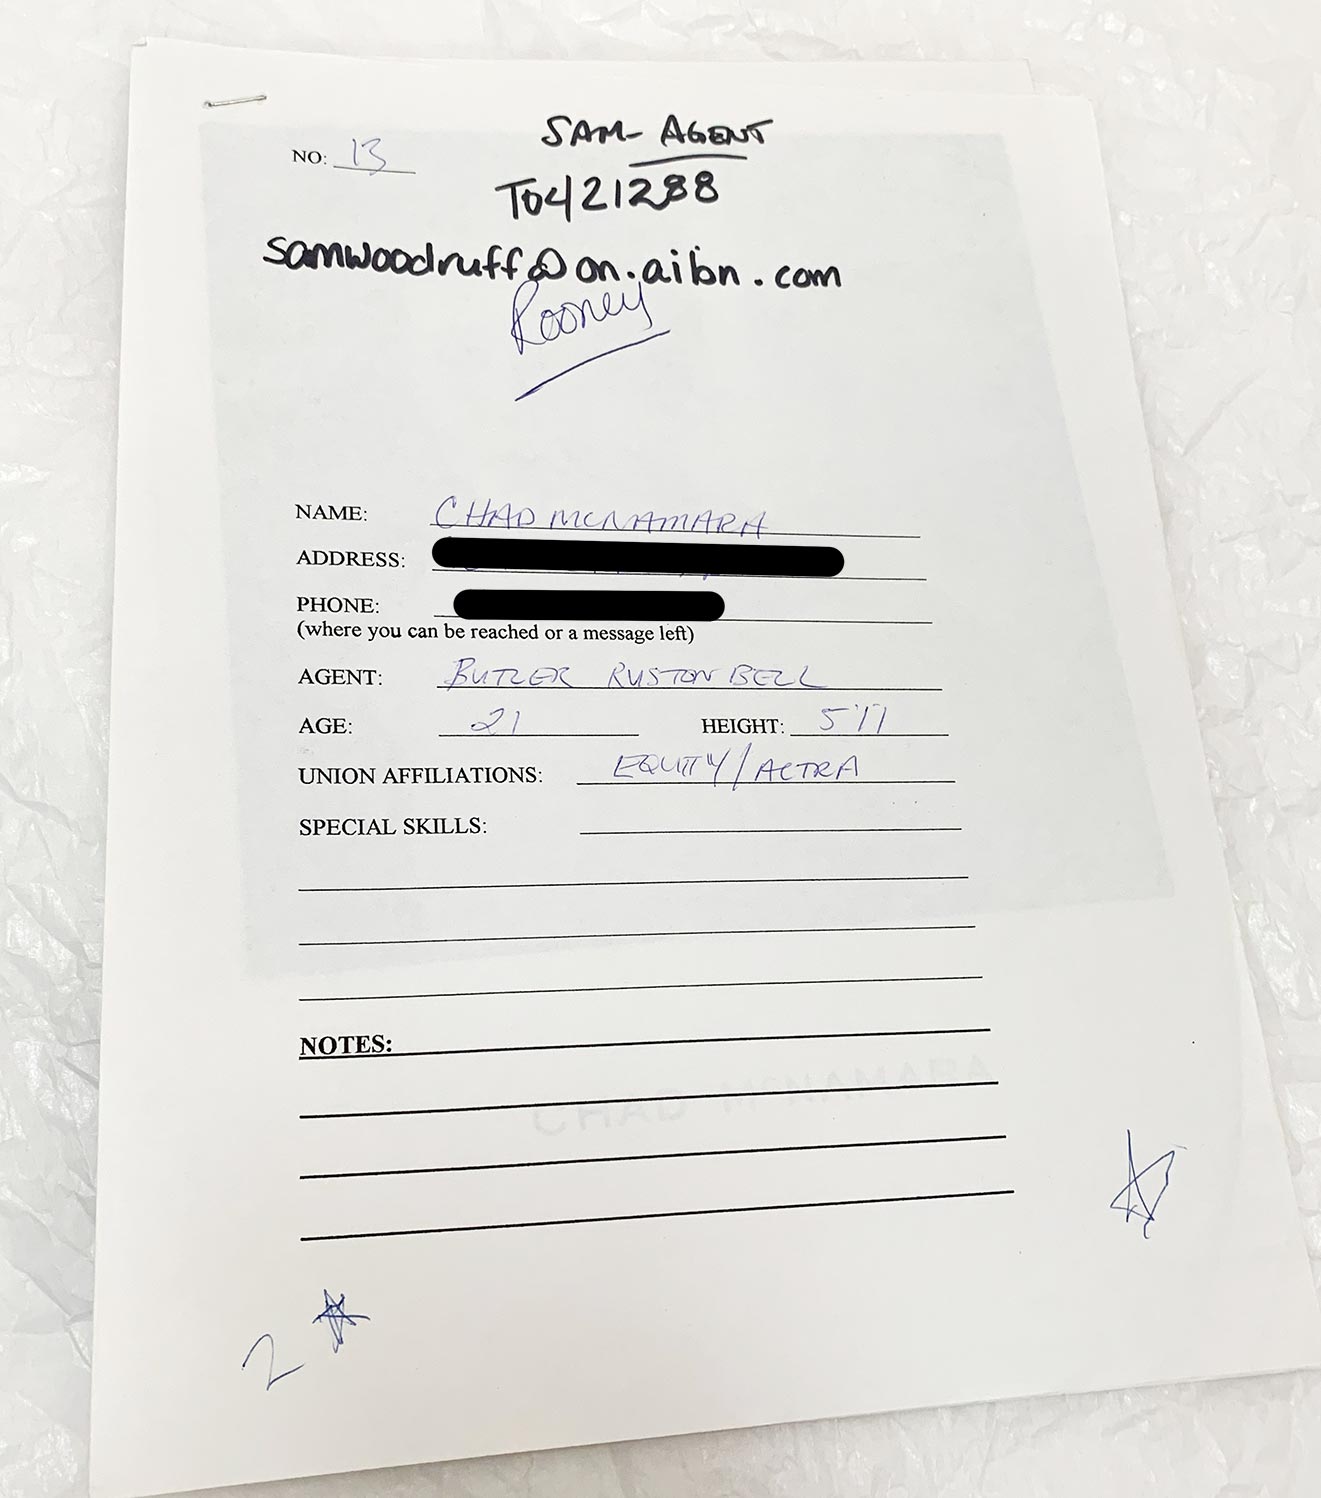 SAM- AGENT
NO: 13
T0421288
samwoodruff@on.aibn.com
Rooney
NAME: CHAD MCNAMARA
ADDRESS:
PHONE:
(where you can be reached or a message left)
AGENT: BUTLER RUSTON BELL
AGE: 21 HEIGHT: 5'11
UNION AFFILIATIONS: EQUITY/ACTRA
SPECIAL SKILLS:
NOTES:
CHAD McNAMARA
2